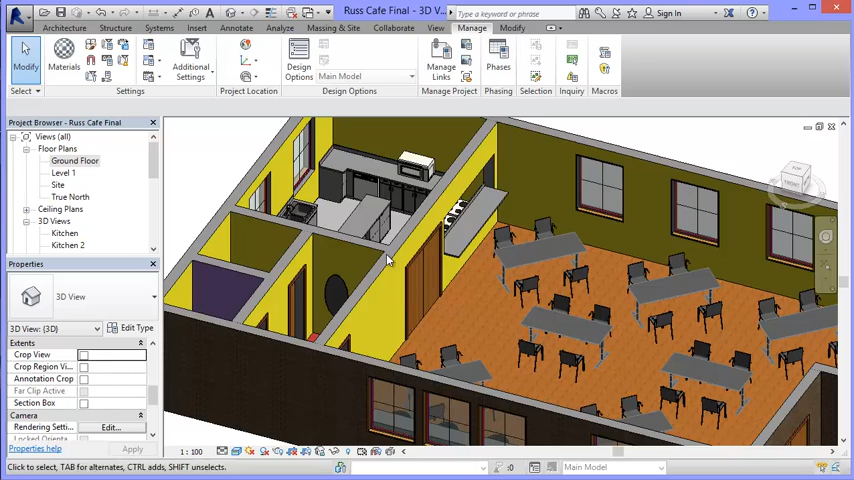 Russ Cafe Final - 3D V...
Type a keyword or phrase
Sign In
Architecture Structure Systems Insert Annotate Analyze Massing & Site Collaborate View Manage Modify
Modify
Materials
Additional
Settings
Design
Options
Main Model
Manage
Links
Phases
Select
Settings
Project Location
Design Options
Manage Project
Phasing
Selection
Inquiry
Macros
Project Browser - Russ Cafe Final
Views (all)
Floor Plans
Ground Floor
Level 1
Site
True North
Ceiling Plans
3D Views
Kitchen
Kitchen 2
Properties
3D View
3D View: {3D}
Edit Type
Extents
Crop View
Crop Region Vi...
Annotation Crop
Far Clip Active
Section Box
Camera
Rendering Setti...
Edit...
Locked Orienta...
Properties help
Apply
TOP
FRONT
1 : 100
Click to select, TAB for alternates, CTRL adds, SHIFT unselects.
:0
Main Model